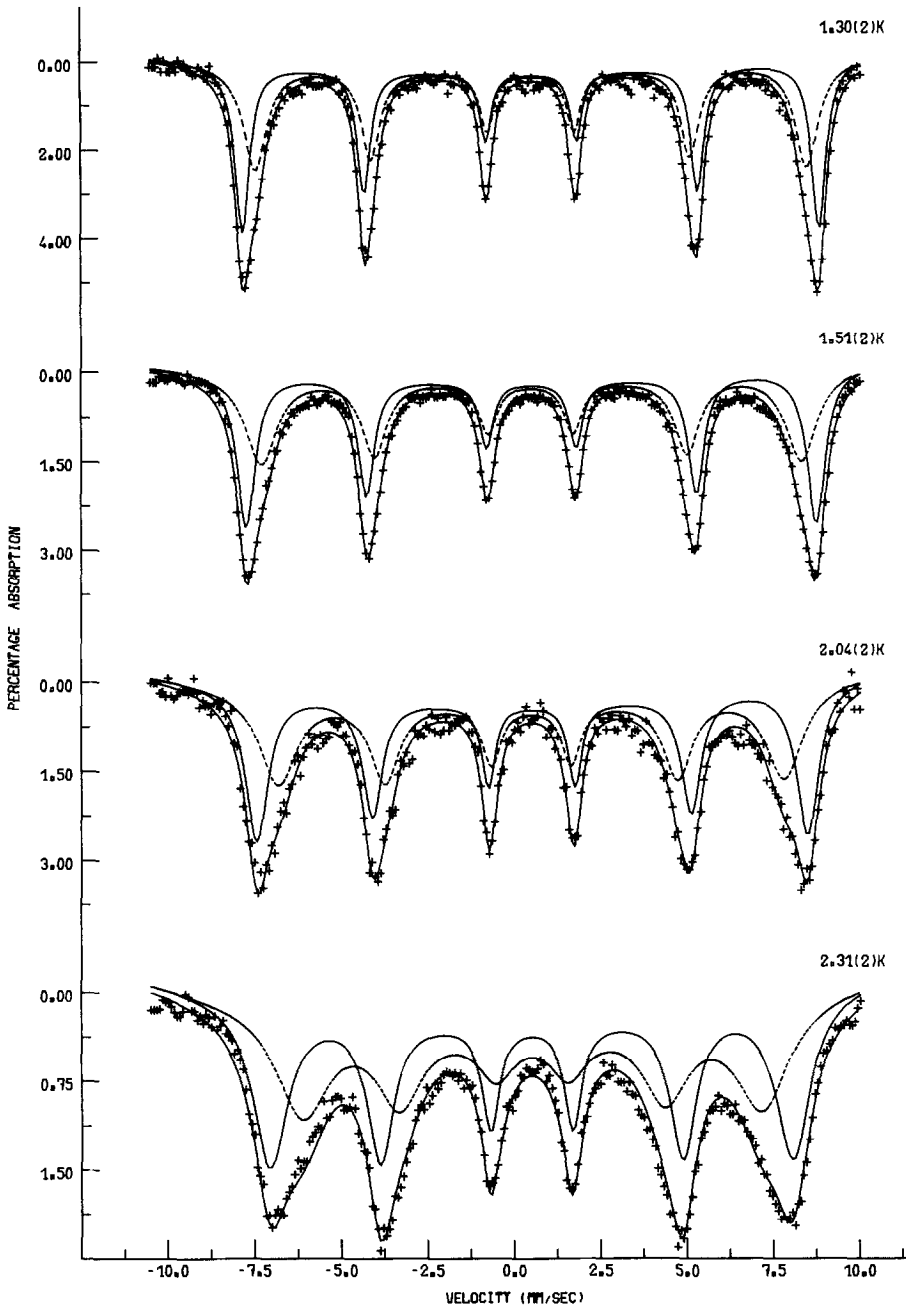 1.30(2)K
0.00
2.00
4.00
1.51(2)K
0.00
1.50
3.00
PERCENTAGE ABSORPTION
2.04(2)K
0.00
1.50
3.00
2.31(2)K
0.00
0.75
1.50
-10.0 -7.5 -5.0 -2.5 0.0 2.5 5.0 7.5 10.0
VELOCITY (MM/SEC)